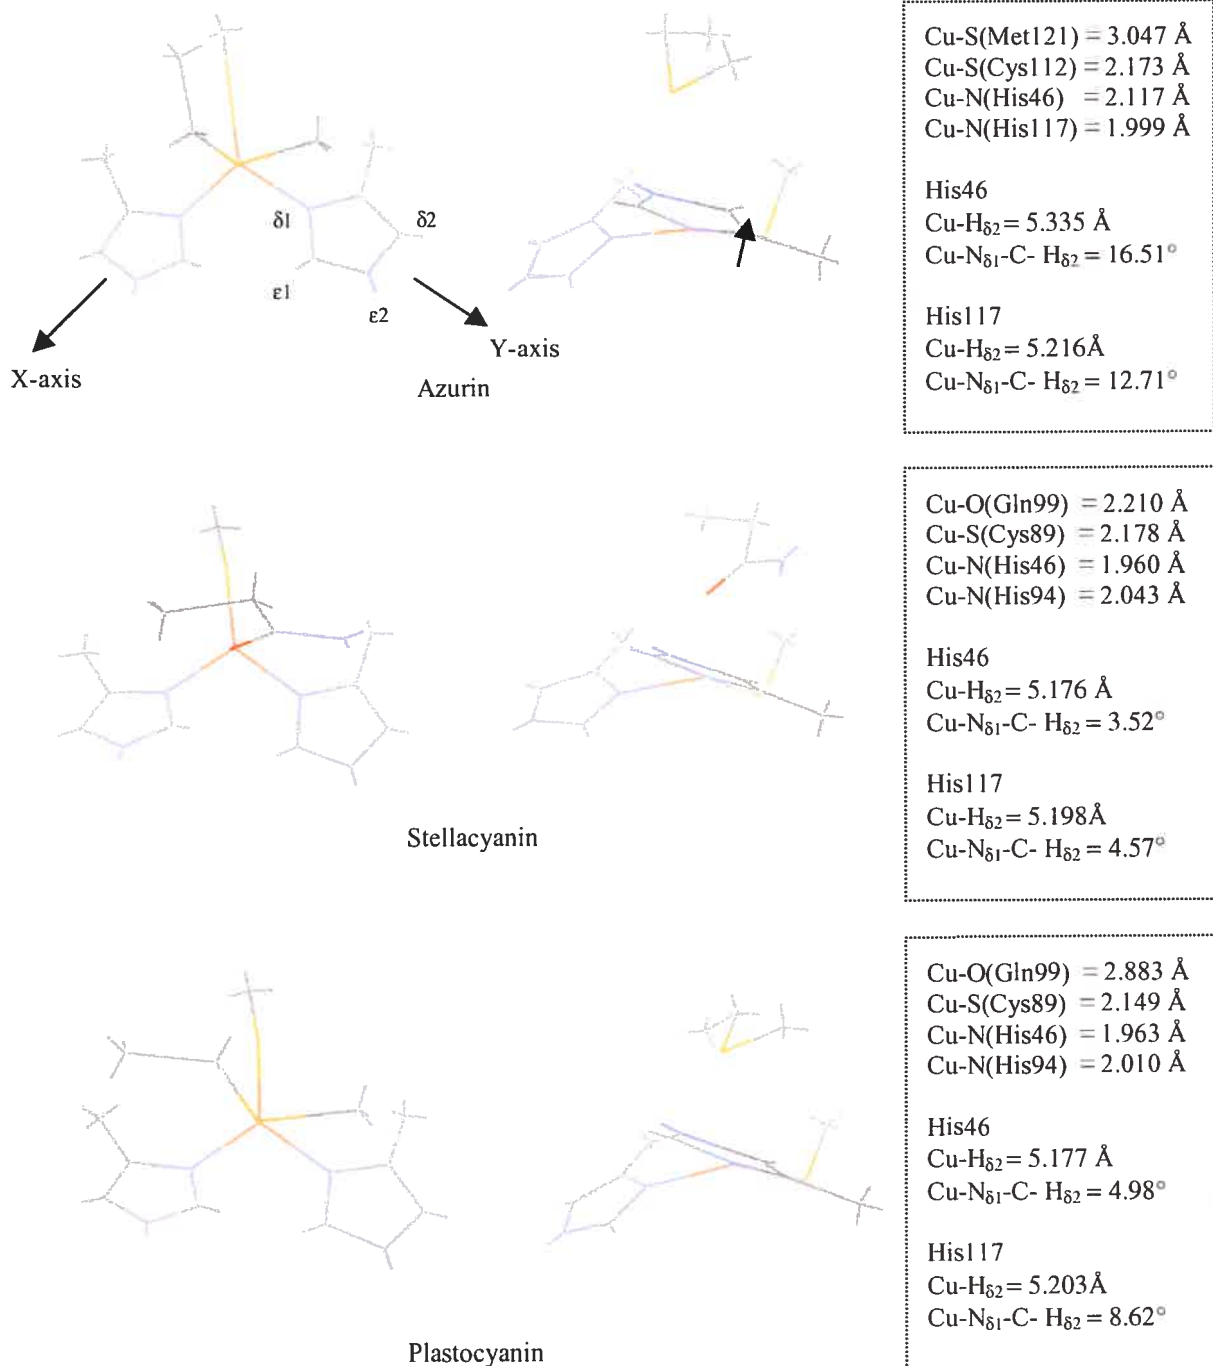 Cu-S(Met121) = 3.047 Å
Cu-S(Cys112) = 2.173 Å
Cu-N(His46) = 2.117 Å
Cu-N(His117) = 1.999 Å
His46
Cu-Hδ2 = 5.335 Å
Cu-Nδ1-C- Hδ2 = 16.51°
His117
Cu-Hδ2 = 5.216Å
Cu-Nδ1-C- Hδ2 = 12.71°
δ1
δ2
ε1
ε2
X-axis
Y-axis
Azurin
Cu-O(Gln99) = 2.210 Å
Cu-S(Cys89) = 2.178 Å
Cu-N(His46) = 1.960 Å
Cu-N(His94) = 2.043 Å
His46
Cu-Hδ2 = 5.176 Å
Cu-Nδ1-C- Hδ2 = 3.52°
His117
Cu-Hδ2 = 5.198Å
Cu-Nδ1-C- Hδ2 = 4.57°
Stellacyanin
Cu-O(Gln99) = 2.883 Å
Cu-S(Cys89) = 2.149 Å
Cu-N(His46) = 1.963 Å
Cu-N(His94) = 2.010 Å
His46
Cu-Hδ2 = 5.177 Å
Cu-Nδ1-C- Hδ2 = 4.98°
His117
Cu-Hδ2 = 5.203Å
Cu-Nδ1-C- Hδ2 = 8.62°
Plastocyanin